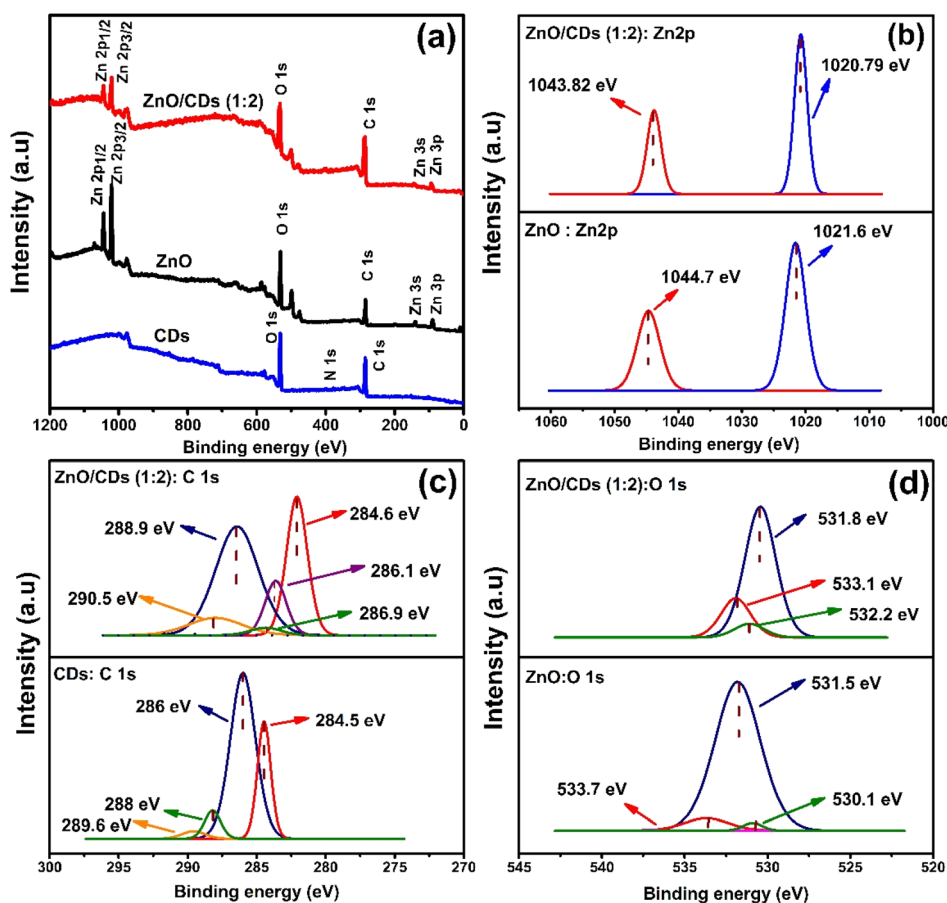 (a)
Zn 2p1/2
Zn 2p3/2
ZnO/CDs (1:2)
O 1s
C 1s
Zn 3s
Zn 3p
Zn 2p1/2
Zn 2p3/2
ZnO
O 1s
C 1s
Zn 3s
Zn 3p
CDs
O 1s
N 1s
C 1s
Intensity (a.u)
1200 1000 800 600 400 200 0
Binding energy (eV)
(b)
ZnO/CDs (1:2): Zn2p
1043.82 eV
1020.79 eV
ZnO : Zn2p
1044.7 eV
1021.6 eV
Intensity (a.u)
1060 1050 1040 1030 1020 1010 1000
Binding energy (eV)
(c)
ZnO/CDs (1:2): C 1s
288.9 eV
284.6 eV
286.1 eV
290.5 eV
286.9 eV
CDs: C 1s
286 eV
284.5 eV
288 eV
289.6 eV
Intensity (a.u)
300 295 290 285 280 275 270
Binding energy (eV)
(d)
ZnO/CDs (1:2):O 1s
531.8 eV
533.1 eV
532.2 eV
ZnO:O 1s
531.5 eV
533.7 eV
530.1 eV
Intensity (a.u)
545 540 535 530 525 520
Binding energy (eV)